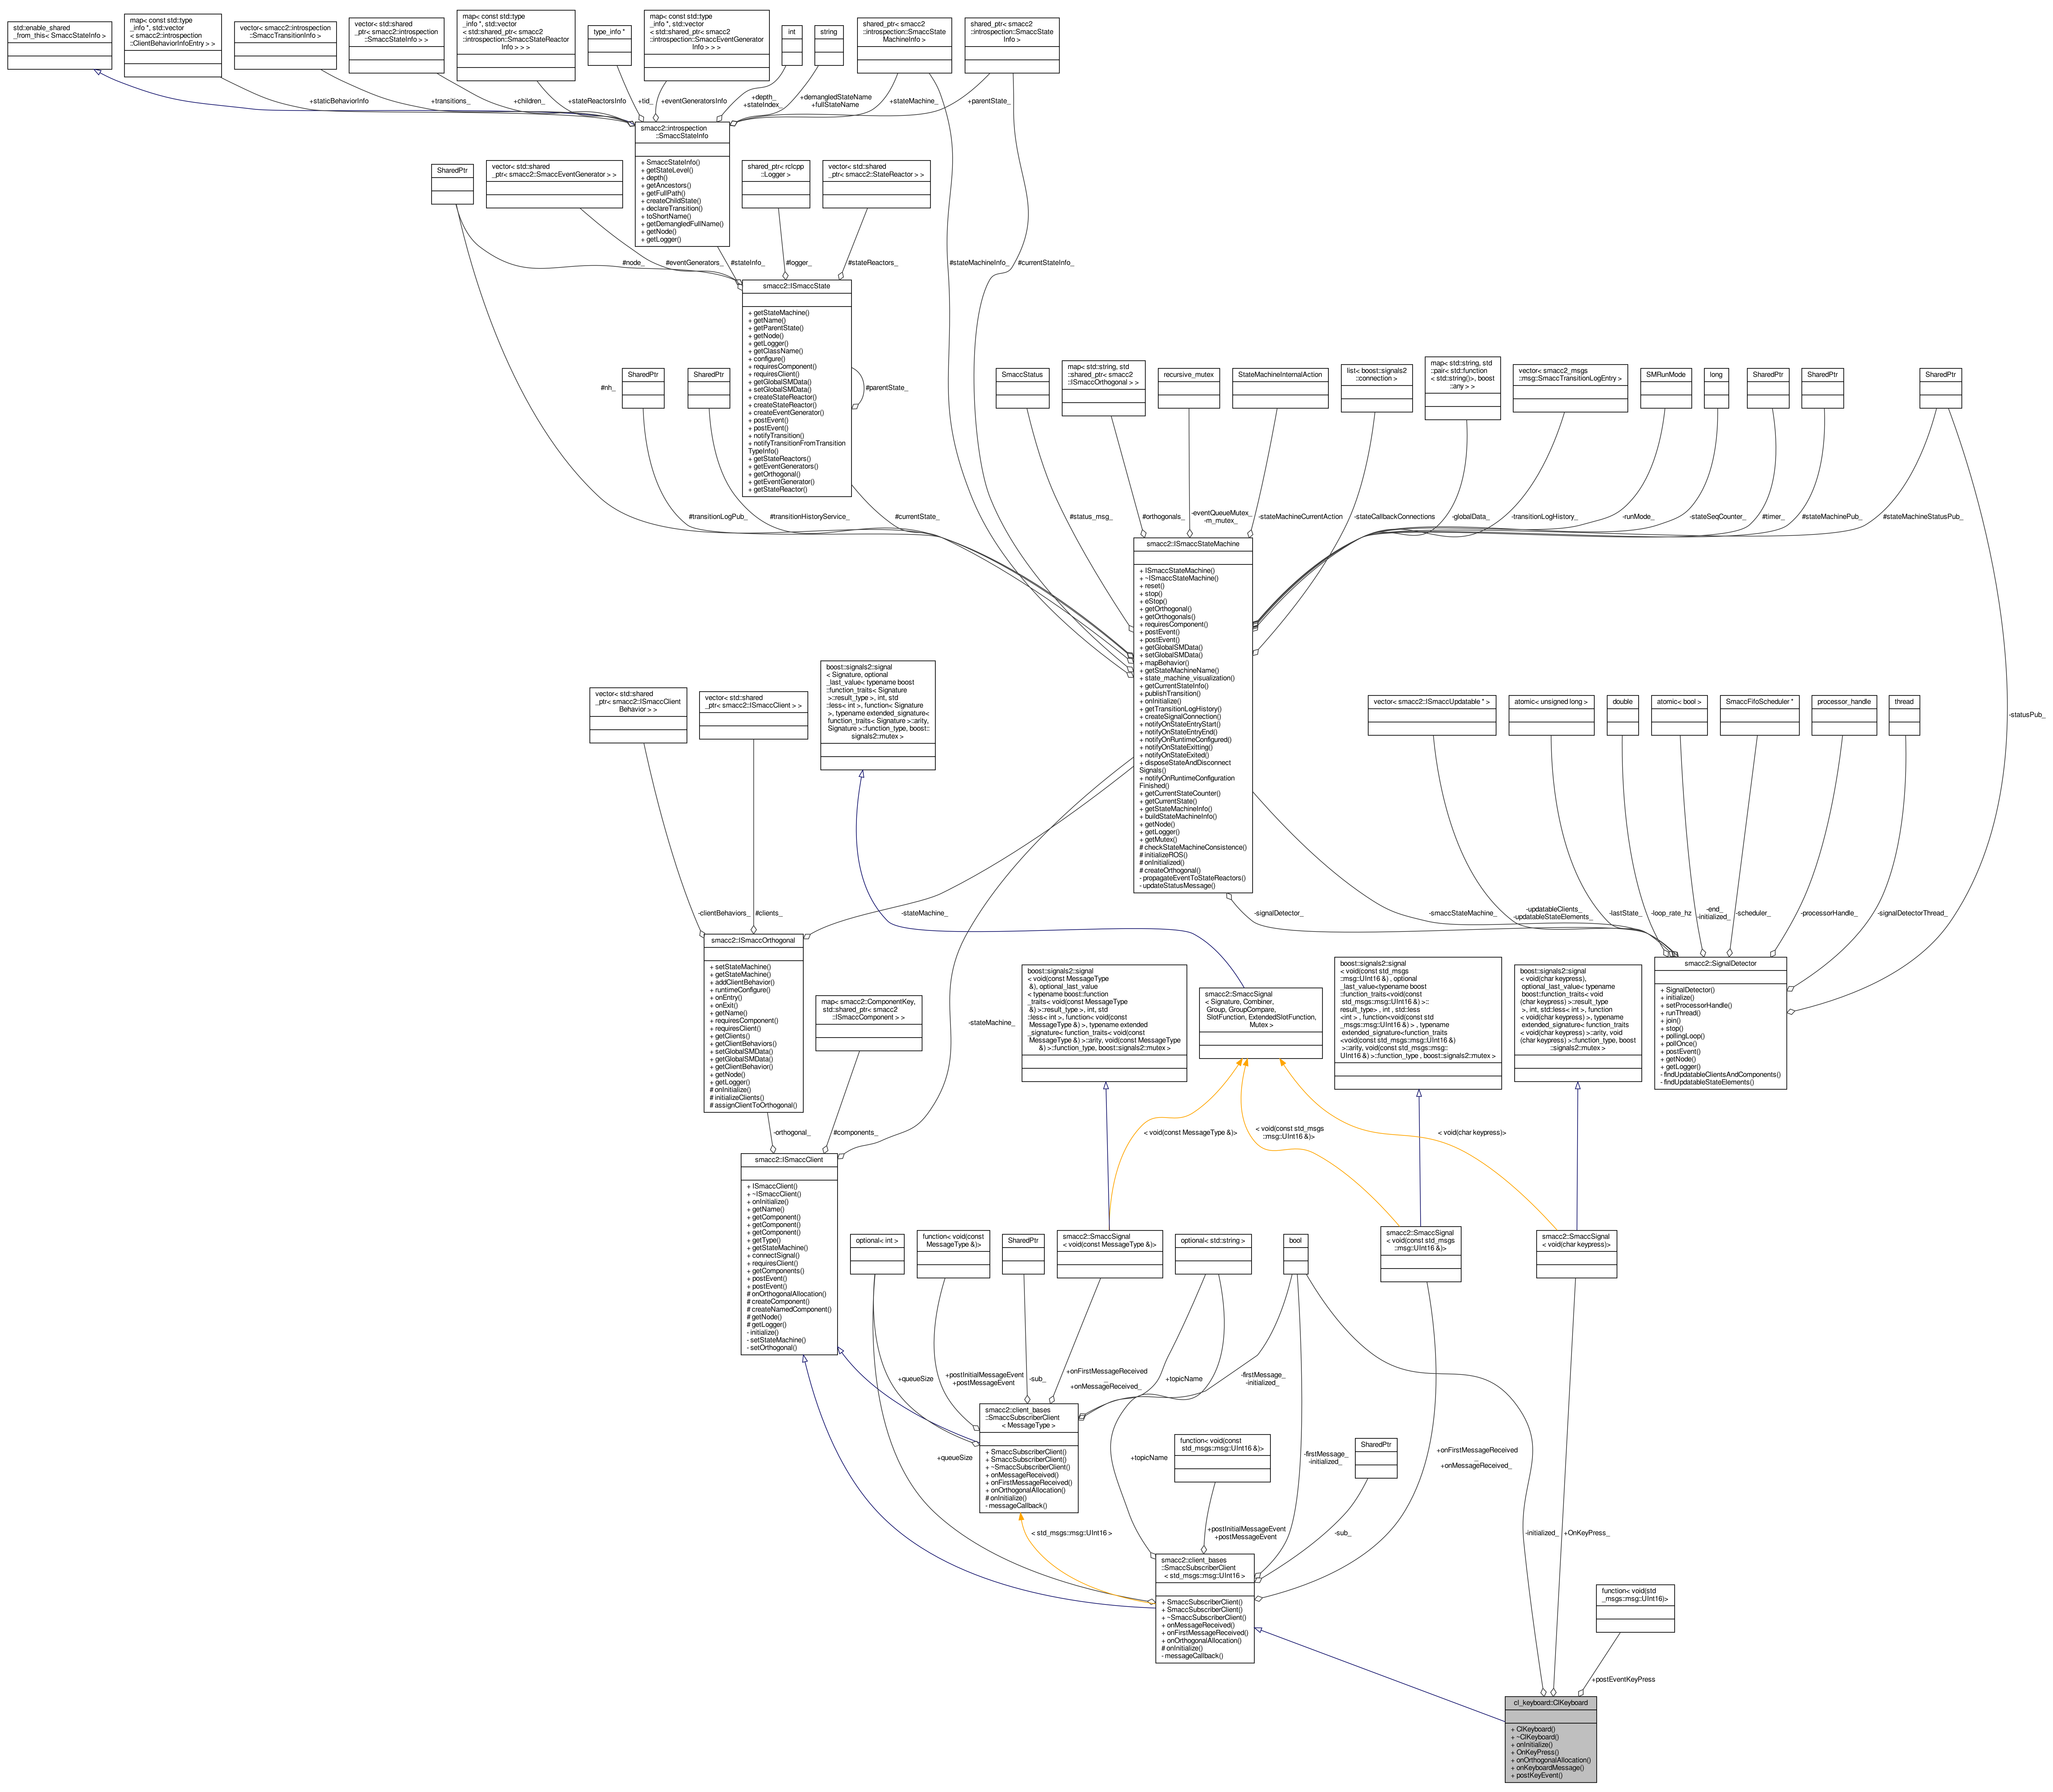 std::enable_shared
_from_this< SmaccStateInfo >
map< const std::type
_info *, std::vector
< smacc2::introspection
::ClientBehaviorInfoEntry > >
vector< smacc2::introspection
::SmaccTransitionInfo >
vector< std::shared
_ptr< smacc2::introspection
::SmaccStateInfo > >
map< const std::type
_info *, std::vector
< std::shared_ptr< smacc2
::introspection::SmaccStateReactor
Info > > >
type_info *
map< const std::type
_info *, std::vector
< std::shared_ptr< smacc2
::introspection::SmaccEventGenerator
Info > > >
int
string
shared_ptr< smacc2
::introspection::SmaccState
MachineInfo >
shared_ptr< smacc2
::introspection::SmaccState
Info >
+staticBehaviorInfo
+transitions_
+children_
+stateReactorsInfo
+tid_
+eventGeneratorsInfo
+depth_
+stateIndex_
+demangledStateName
+fullStateName
+stateMachine_
+parentState_
smacc2::introspection
::SmaccStateInfo
+ SmaccStateInfo()
+ getStateLevel()
+ depth()
+ getAncestors()
+ getFullPath()
+ createChildState()
+ declareTransition()
+ toShortName()
+ getDemangledFullName()
+ getNode()
+ getLogger()
SharedPtr
vector< std::shared
_ptr< smacc2::SmaccEventGenerator > >
shared_ptr< rclcpp
::Logger >
vector< std::shared
_ptr< smacc2::StateReactor > >
#node_
#eventGenerators_
#stateInfo_
#logger_
#stateReactors_
#stateMachineInfo_
#currentStateInfo_
smacc2::ISmaccState
+ getStateMachine()
+ getName()
+ getParentState()
+ getNode()
+ getLogger()
+ getClassName()
+ configure()
+ requiresComponent()
+ requiresClient()
+ getGlobalSMData()
+ setGlobalSMData()
+ createStateReactor()
+ createStateReactor()
+ createEventGenerator()
+ postEvent()
+ postEvent()
+ notifyTransition()
+ notifyTransitionFromTransition
TypeInfo()
+ getStateReactors()
+ getEventGenerators()
+ getOrthogonal()
+ getEventGenerator()
+ getStateReactor()
#parentState_
#nh_
SharedPtr
SharedPtr
SmaccStatus
map< std::string, std
::shared_ptr< smacc2
::ISmaccOrthogonal > >
recursive_mutex
StateMachineInternalAction
list< boost::signals2
::connection >
map< std::string, std
::pair< std::function
< std::string()>, boost
::any > >
vector< smacc2_msgs
::msg::SmaccTransitionLogEntry >
SMRunMode
long
SharedPtr
SharedPtr
SharedPtr
#transitionLogPub_
#transitionHistoryService_
#currentState_
#status_msg_
#orthogonals_
-eventQueueMutex_
-m_mutex_
-stateMachineCurrentAction
-stateCallbackConnections
-globalData_
-transitionLogHistory_
-runMode_
-stateSeqCounter_
#timer_
#stateMachinePub_
#stateMachineStatusPub_
smacc2::ISmaccStateMachine
+ ISmaccStateMachine()
+ ~ISmaccStateMachine()
+ reset()
+ stop()
+ eStop()
+ getOrthogonal()
+ getOrthogonals()
+ requiresComponent()
+ postEvent()
+ postEvent()
+ getGlobalSMData()
+ setGlobalSMData()
+ mapBehavior()
+ getStateMachineName()
+ state_machine_visualization()
+ getCurrentStateInfo()
+ publishTransition()
+ onInitialize()
+ getTransitionLogHistory()
+ createSignalConnection()
+ notifyOnStateEntryStart()
+ notifyOnStateEntryEnd()
+ notifyOnRuntimeConfigured()
+ notifyOnStateExitting()
+ notifyOnStateExited()
+ disposeStateAndDisconnect
Signals()
+ notifyOnRuntimeConfiguration
Finished()
+ getCurrentStateCounter()
+ getCurrentState()
+ getStateMachineInfo()
+ buildStateMachineInfo()
+ getNode()
+ getLogger()
+ getMutex()
# checkStateMachineConsistence()
# initializeROS()
# onInitialized()
# createOrthogonal()
- propagateEventToStateReactors()
- updateStatusMessage()
vector< std::shared
_ptr< smacc2::ISmaccClient
Behavior > >
vector< std::shared
_ptr< smacc2::ISmaccClient > >
boost::signals2::signal
< Signature, optional
_last_value< typename boost
::function_traits< Signature
>::result_type >, int, std
::less< int >, function< Signature
>, typename extended_signature<
function_traits< Signature >::arity,
Signature >::function_type, boost::
signals2::mutex >
vector< smacc2::ISmaccUpdatable * >
atomic< unsigned long >
double
atomic< bool >
SmaccFifoScheduler *
processor_handle
thread
-statusPub_
-clientBehaviors_
#clients_
-stateMachine_
-signalDetector_
-smaccStateMachine_
-updatableClients_
-updatableStateElements_
-lastState_
-loop_rate_hz
-end_
-initialized_
-scheduler_
-processorHandle_
-signalDetectorThread_
smacc2::ISmaccOrthogonal
+ setStateMachine()
+ getStateMachine()
+ addClientBehavior()
+ runtimeConfigure()
+ onEntry()
+ onExit()
+ getName()
+ requiresComponent()
+ requiresClient()
+ getClients()
+ getClientBehaviors()
+ setGlobalSMData()
+ getGlobalSMData()
+ getClientBehavior()
+ getNode()
+ getLogger()
# onInitialize()
# initializeClients()
# assignClientToOrthogonal()
map< smacc2::ComponentKey,
std::shared_ptr< smacc2
::ISmaccComponent > >
-stateMachine_
boost::signals2::signal
< void(const MessageType
&), optional_last_value
< typename boost::function
_traits< void(const MessageType
&) >::result_type >, int, std
::less< int >, function< void(const
MessageType &) >, typename extended
_signature< function_traits< void(const
MessageType &) >::arity, void(const MessageType
&) >::function_type, boost::signals2::mutex >
smacc2::SmaccSignal
< Signature, Combiner,
Group, GroupCompare,
SlotFunction, ExtendedSlotFunction,
Mutex >
boost::signals2::signal
< void(const std_msgs
::msg::UInt16 &) , optional
_last_value<typename boost
::function_traits<void(const
std_msgs::msg::UInt16 &) >::
result_type> , int , std::less
<int > , function<void(const std
_msgs::msg::UInt16 &) > , typename
extended_signature<function_traits
<void(const std_msgs::msg::UInt16 &)
>::arity, void(const std_msgs::msg::
UInt16 &) >::function_type , boost::signals2::mutex >
boost::signals2::signal
< void(char keypress),
optional_last_value< typename
boost::function_traits< void
(char keypress) >::result_type
>, int, std::less< int >, function
< void(char keypress) >, typename
extended_signature< function_traits
< void(char keypress) >::arity, void
(char keypress) >::function_type, boost
::signals2::mutex >
smacc2::SignalDetector
+ SignalDetector()
+ initialize()
+ setProcessorHandle()
+ runThread()
+ join()
+ stop()
+ pollingLoop()
+ pollOnce()
+ postEvent()
+ getNode()
+ getLogger()
- findUpdatableClientsAndComponents()
- findUpdatableStateElements()
-orthogonal_
#components_
< void(const MessageType &)>
< void(const std_msgs
::msg::UInt16 &)>
< void(char keypress)>
smacc2::ISmaccClient
+ ISmaccClient()
+ ~ISmaccClient()
+ onInitialize()
+ getName()
+ getComponent()
+ getComponent()
+ getComponent()
+ getType()
+ getStateMachine()
+ connectSignal()
+ requiresClient()
+ getComponents()
+ postEvent()
+ postEvent()
# onOrthogonalAllocation()
# createComponent()
# createNamedComponent()
# getNode()
# getLogger()
- initialize()
- setStateMachine()
- setOrthogonal()
optional< int >
function< void(const
MessageType &)>
SharedPtr
smacc2::SmaccSignal
< void(const MessageType &)>
optional< std::string >
bool
smacc2::SmaccSignal
< void(const std_msgs
::msg::UInt16 &)>
smacc2::SmaccSignal
< void(char keypress)>
+queueSize
+postInitialMessageEvent
+postMessageEvent
-sub_
+onFirstMessageReceived
_
+onMessageReceived_
+topicName
-firstMessage_
-initialized_
smacc2::client_bases
::SmaccSubscriberClient
< MessageType >
+ SmaccSubscriberClient()
+ SmaccSubscriberClient()
+ ~SmaccSubscriberClient()
+ onMessageReceived()
+ onFirstMessageReceived()
+ onOrthogonalAllocation()
# onInitialize()
- messageCallback()
function< void(const
std_msgs::msg::UInt16 &)>
SharedPtr
+queueSize
+topicName
-firstMessage_
-initialized_
+onFirstMessageReceived
_
+onMessageReceived_
< std_msgs::msg::UInt16 >
+postInitialMessageEvent
+postMessageEvent
-sub_
-initialized_
+OnKeyPress_
smacc2::client_bases
::SmaccSubscriberClient
< std_msgs::msg::UInt16 >
+ SmaccSubscriberClient()
+ SmaccSubscriberClient()
+ ~SmaccSubscriberClient()
+ onMessageReceived()
+ onFirstMessageReceived()
+ onOrthogonalAllocation()
# onInitialize()
- messageCallback()
function< void(std
_msgs::msg::UInt16)>
+postEventKeyPress
cl_keyboard::ClKeyboard
+ ClKeyboard()
+ ~ClKeyboard()
+ onInitialize()
+ OnKeyPress()
+ onOrthogonalAllocation()
+ onKeyboardMessage()
+ postKeyEvent()